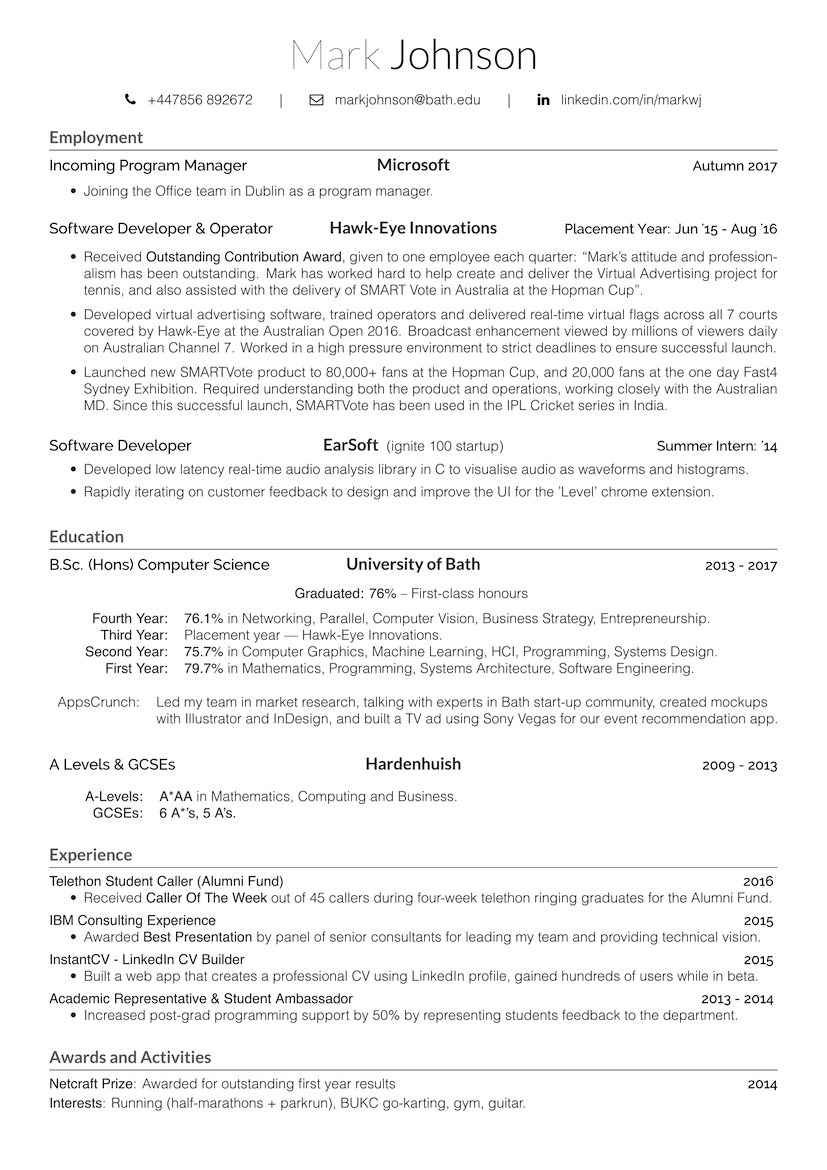 Mark Johnson
+447856 892672 | markjohnson@bath.edu | linkedin.com/in/markwj
Employment
Incoming Program Manager Microsoft Autumn 2017
• Joining the Office team in Dublin as a program manager.
Software Developer & Operator Hawk-Eye Innovations Placement Year: Jun '15 - Aug '16
• Received Outstanding Contribution Award, given to one employee each quarter: “Mark's attitude and profession-
alism has been outstanding. Mark has worked hard to help create and deliver the Virtual Advertising project for
tennis, and also assisted with the delivery of SMART Vote in Australia at the Hopman Cup”.
• Developed virtual advertising software, trained operators and delivered real-time virtual flags across all 7 courts
covered by Hawk-Eye at the Australian Open 2016. Broadcast enhancement viewed by millions of viewers daily
on Australian Channel 7. Worked in a high pressure environment to strict deadlines to ensure successful launch.
• Launched new SMARTVote product to 80,000+ fans at the Hopman Cup, and 20,000 fans at the one day Fast4
Sydney Exhibition. Required understanding both the product and operations, working closely with the Australian
MD. Since this successful launch, SMARTVote has been used in the IPL Cricket series in India.
Software Developer EarSoft (ignite 100 startup) Summer Intern: '14
• Developed low latency real-time audio analysis library in C to visualise audio as waveforms and histograms.
• Rapidly iterating on customer feedback to design and improve the UI for the 'Level' chrome extension.
Education
B.Sc. (Hons) Computer Science University of Bath 2013 - 2017
Graduated: 76% – First-class honours
Fourth Year: 76.1% in Networking, Parallel, Computer Vision, Business Strategy, Entrepreneurship.
Third Year: Placement year — Hawk-Eye Innovations.
Second Year: 75.7% in Computer Graphics, Machine Learning, HCI, Programming, Systems Design.
First Year: 79.7% in Mathematics, Programming, Systems Architecture, Software Engineering.
AppsCrunch: Led my team in market research, talking with experts in Bath start-up community, created mockups
with Illustrator and InDesign, and built a TV ad using Sony Vegas for our event recommendation app.
A Levels & GCSEs Hardenhuish 2009 - 2013
A-Levels: A*AA in Mathematics, Computing and Business.
GCSEs: 6 A*'s, 5 A's.
Experience
Telethon Student Caller (Alumni Fund) 2016
• Received Caller Of The Week out of 45 callers during four-week telethon ringing graduates for the Alumni Fund.
IBM Consulting Experience 2015
• Awarded Best Presentation by panel of senior consultants for leading my team and providing technical vision.
InstantCV - LinkedIn CV Builder 2015
• Built a web app that creates a professional CV using LinkedIn profile, gained hundreds of users while in beta.
Academic Representative & Student Ambassador 2013 - 2014
• Increased post-grad programming support by 50% by representing students feedback to the department.
Awards and Activities
Netcraft Prize: Awarded for outstanding first year results 2014
Interests: Running (half-marathons + parkrun), BUKC go-karting, gym, guitar.